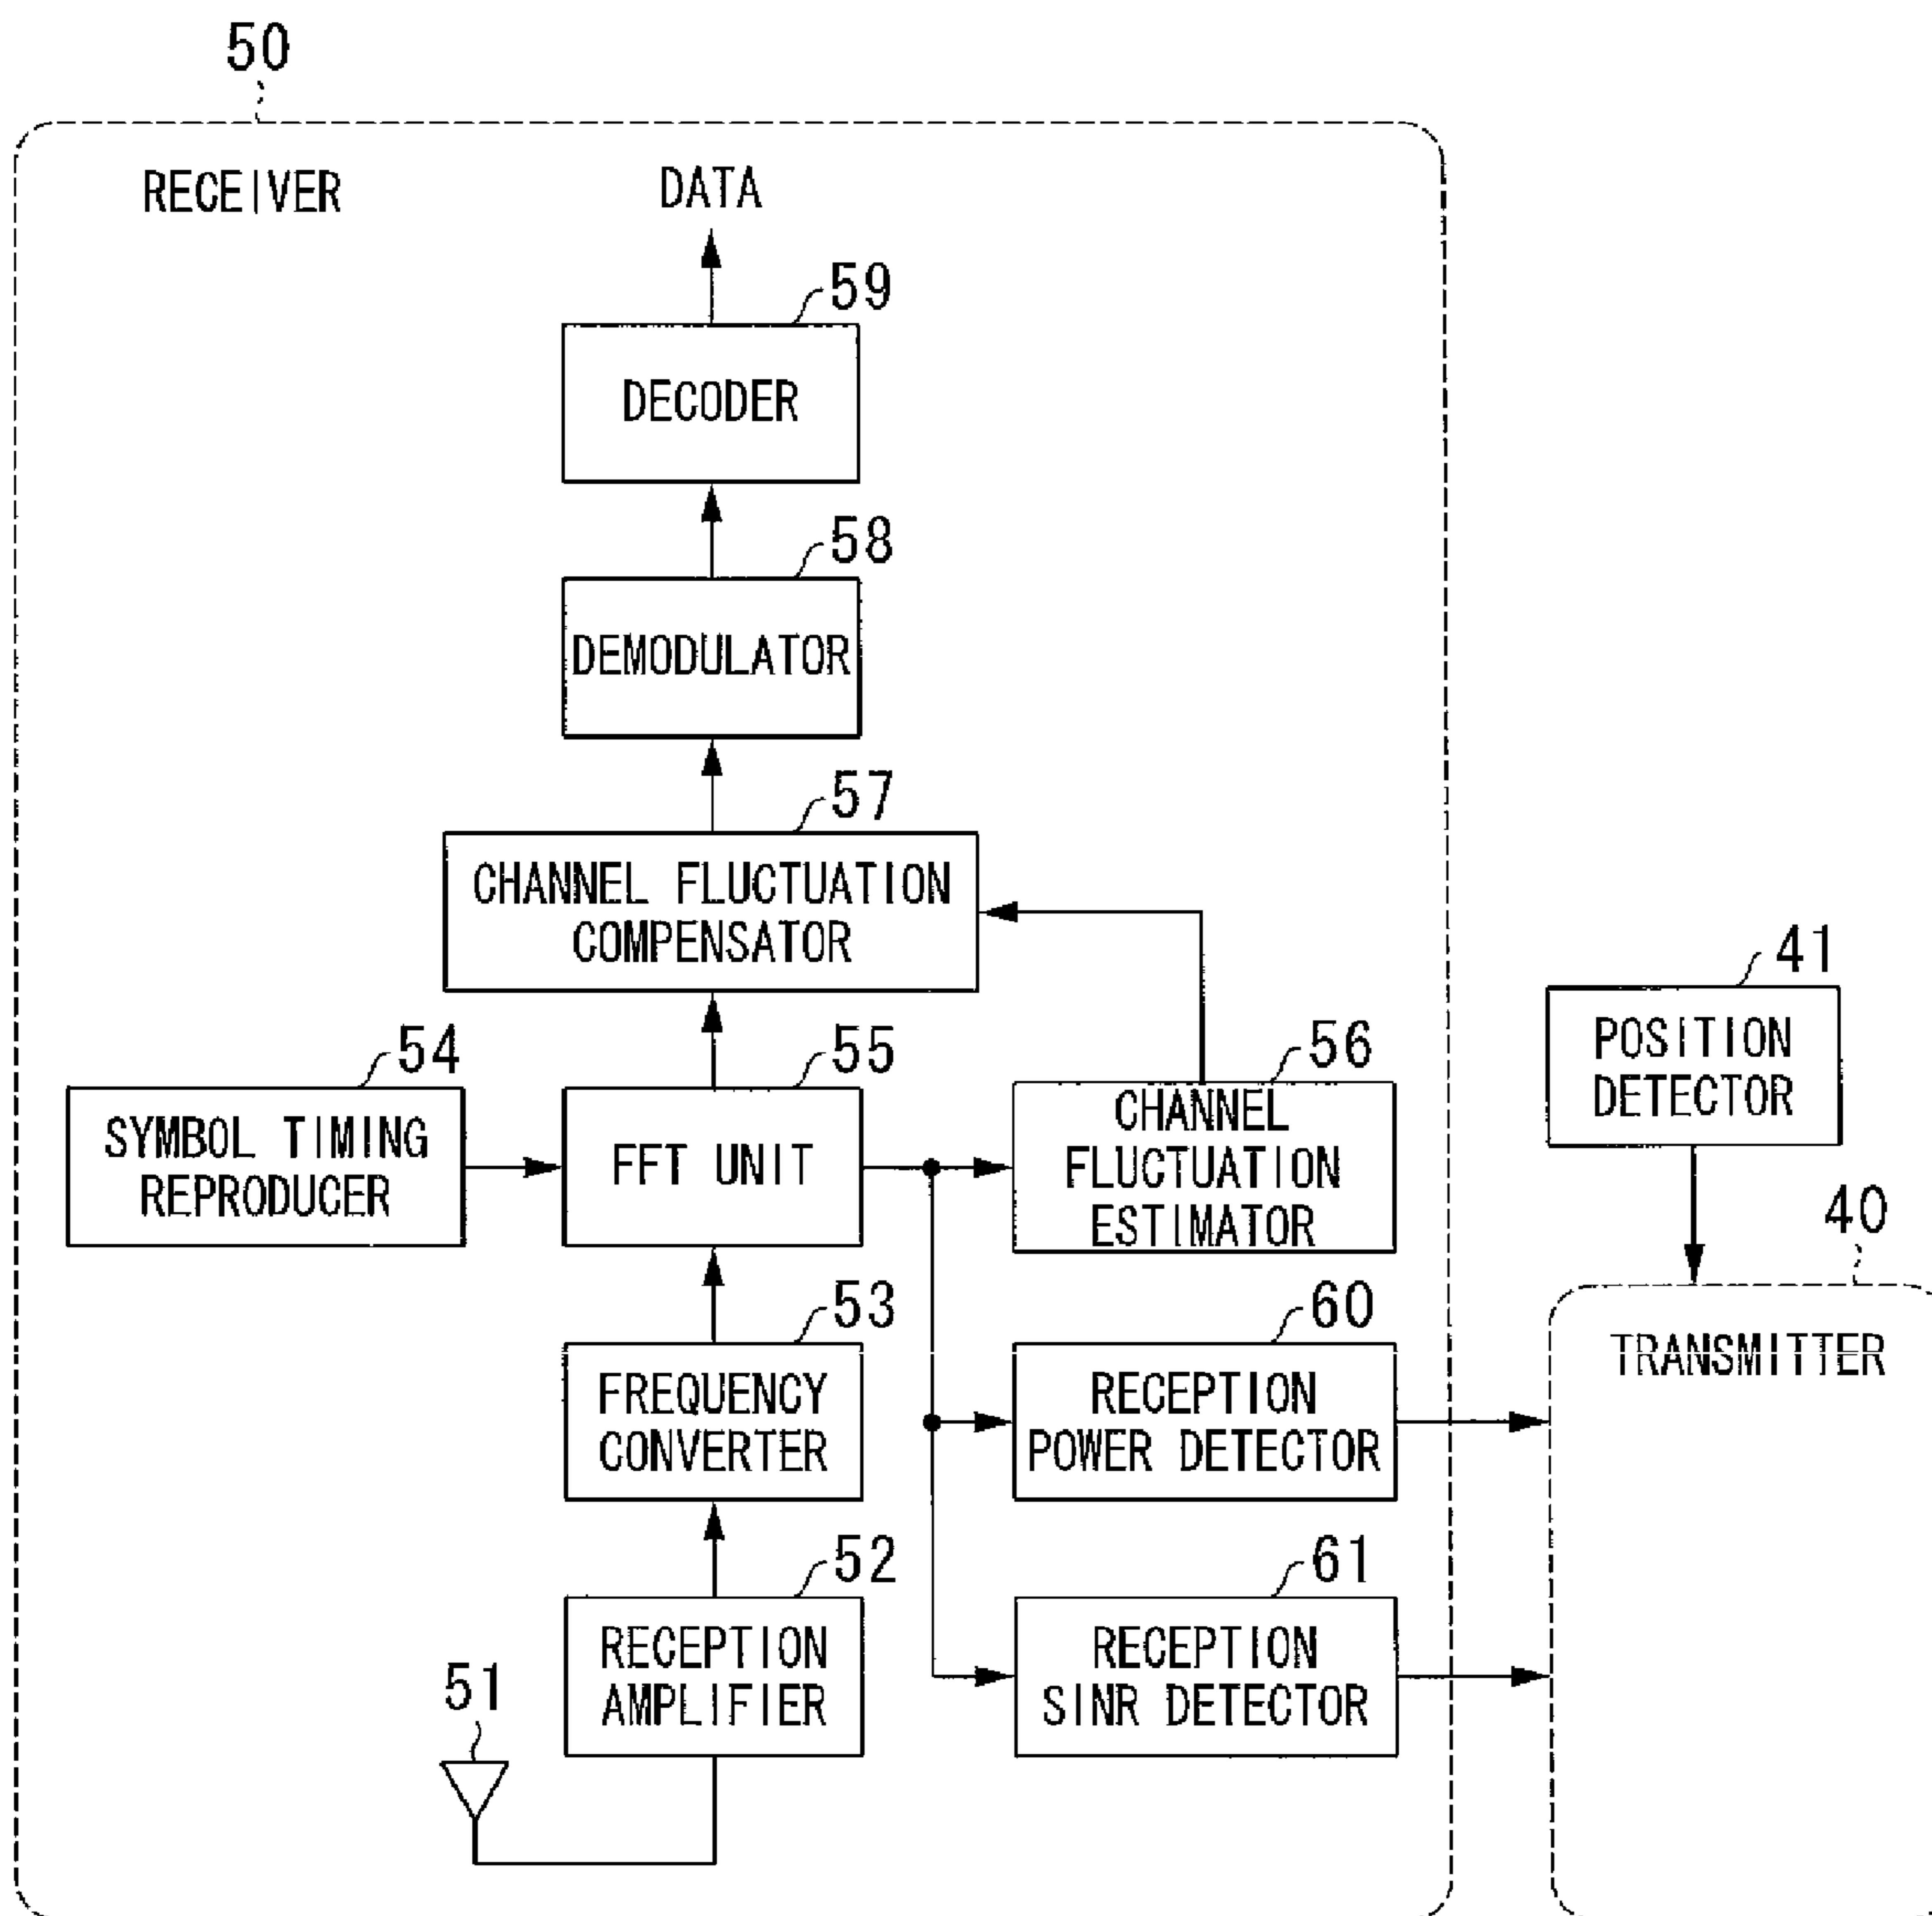 50
RECEIVER
DATA
59
DECODER
58
DEMODULATOR
57
CHANNEL FLUCTUATION
COMPENSATOR
41
POSITION
DETECTOR
54
SYMBOL TIMING
REPRODUCER
55
FFT UNIT
56
CHANNEL
FLUCTUATION
ESTIMATOR
40
TRANSMITTER
53
FREQUENCY
CONVERTER
60
RECEPTION
POWER DETECTOR
52
RECEPTION
AMPLIFIER
61
RECEPTION
SINR DETECTOR
51